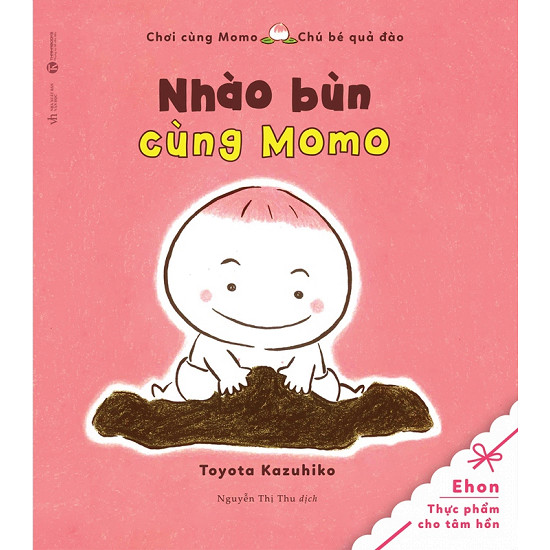 Chơi cùng Momo Chú bé quả đào
Nhào bùn
cùng Momo
Toyota Kazuhiko
Nguyễn Thị Thu dịch
Ehon
Thực phẩm
cho tâm hồn